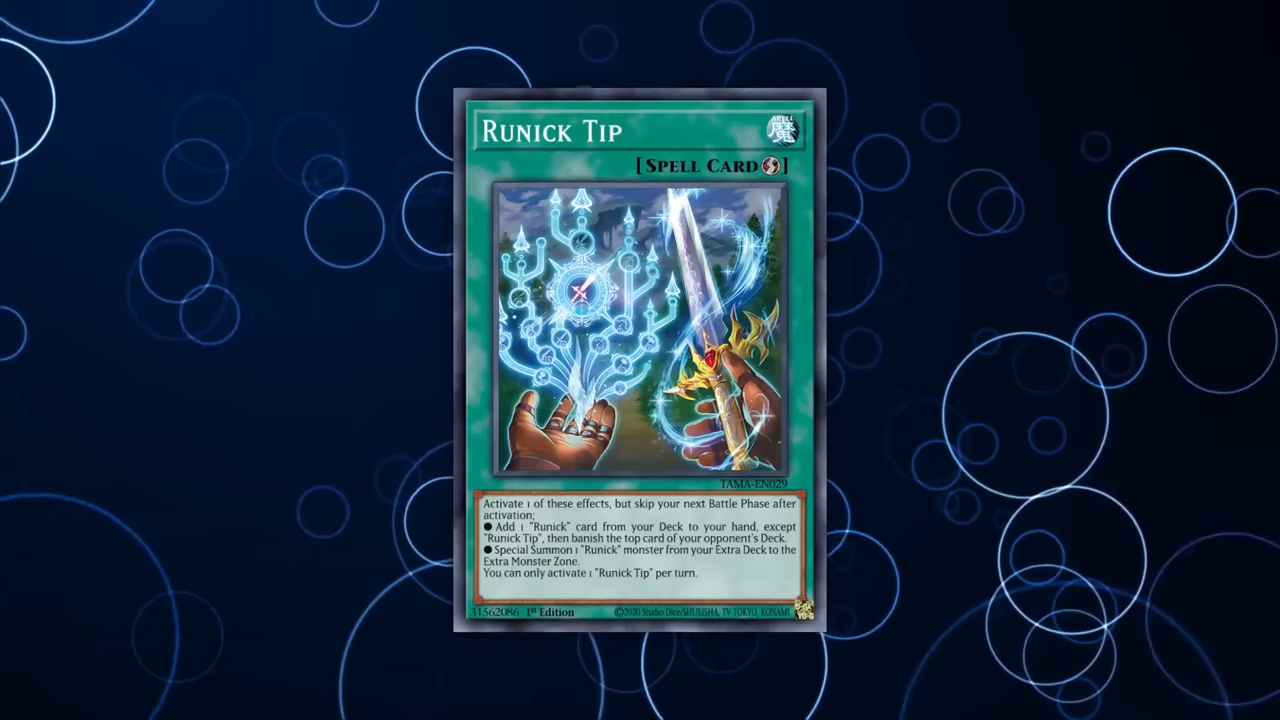 RUNICK TIP
[SPELL CARD]
TAMA-EN029
Activate 1 of these effects, but skip your next Battle Phase after
activation;
● Add 1 "Runick" card from your Deck to your hand, except
"Runick Tip", then banish the top card of your opponent's Deck.
● Special Summon 1 "Runick" monster from your Extra Deck to the
Extra Monster Zone.
You can only activate 1 "Runick Tip" per turn.
31562086 1st Edition ©2020 Studio Dice/SHUEISHA, TV TOKYO, KONAMI